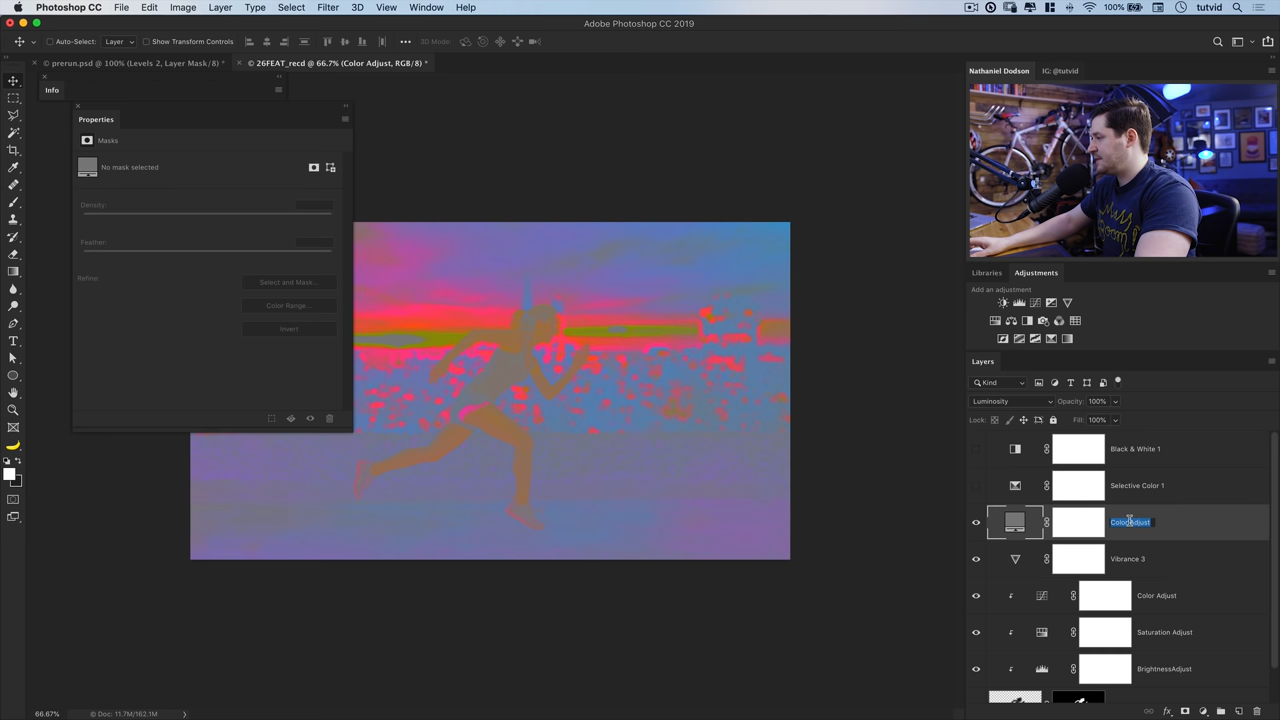 Photoshop CC File Edit Image Layer Type Select Filter 3D View Window Help 100% tutvid
Adobe Photoshop CC 2019
Auto-Select: Layer Show Transform Controls 3D Mode:
prerun.psd @ 100% (Levels 2, Layer Mask/8) * 26FEAT_recd @ 66.7% (Color Adjust, RGB/8) *
Info
Properties
Masks
No mask selected
Density:
Feather:
Refine: Select and Mask...
Color Range...
Invert
Nathaniel Dodson IG: @tutvid
Libraries Adjustments
Add an adjustment
Layers
Kind
Luminosity Opacity: 100%
Lock: Fill: 100%
Black & White 1
Selective Color 1
Color Adjust
Vibrance 3
Color Adjust
Saturation Adjust
BrightnessAdjust
66.67% Doc: 11.7M/162.1M